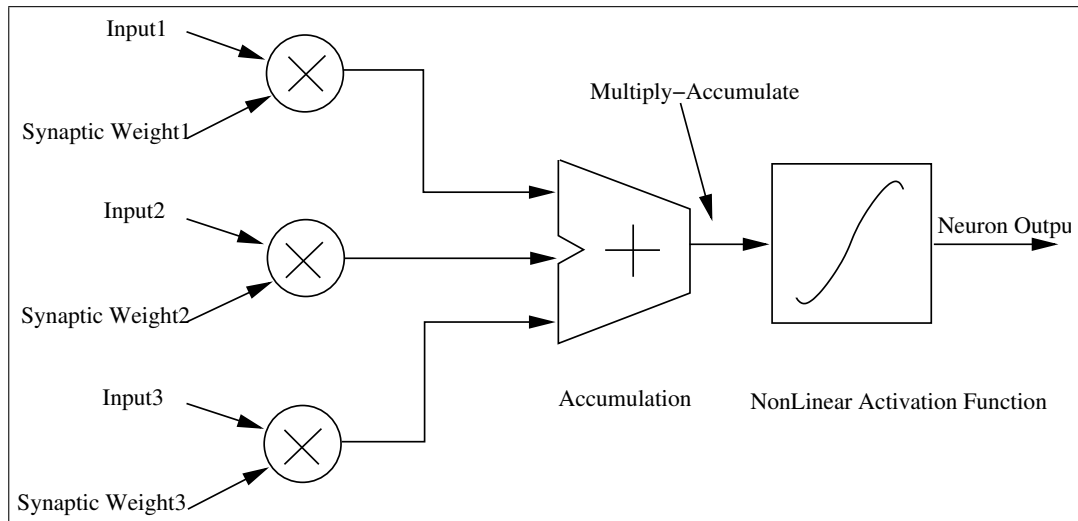 Input1
Synaptic Weight1
Multiply−Accumulate
Input2
Synaptic Weight2
Neuron Outpu
Input3
Synaptic Weight3
Accumulation
NonLinear Activation Function